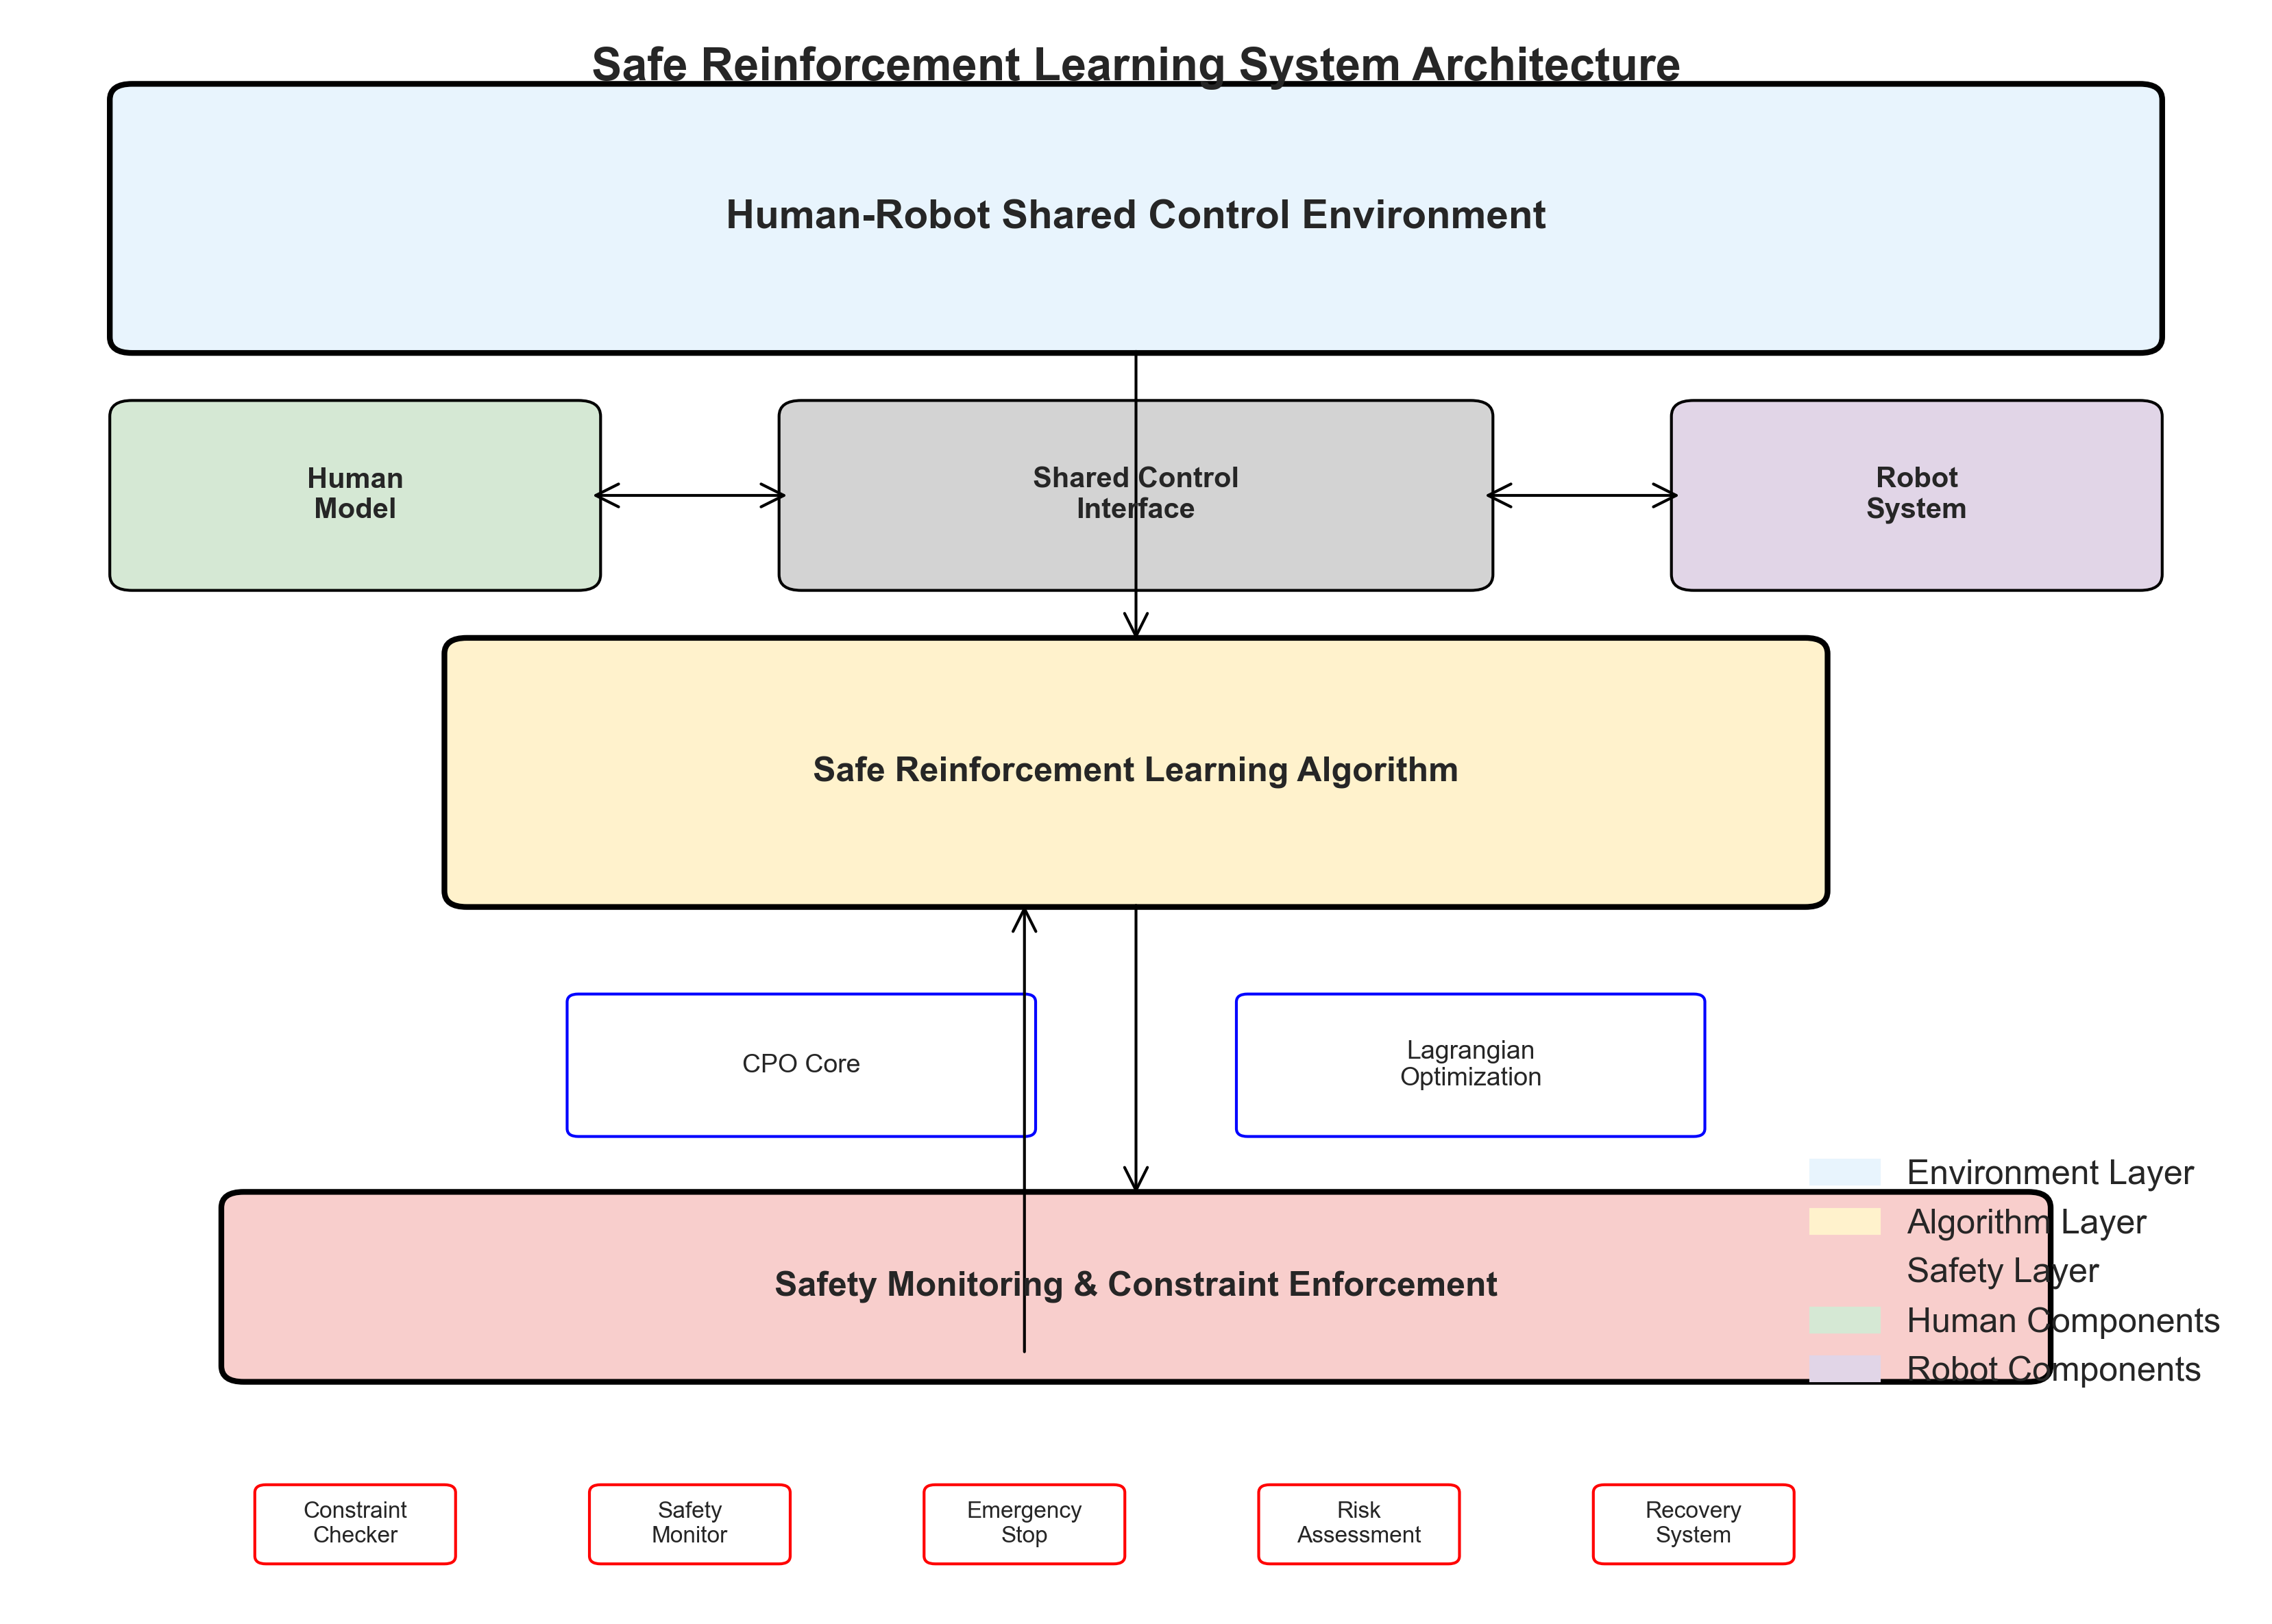 Safe Reinforcement Learning System Architecture
Human-Robot Shared Control Environment
Human
Model
Shared Control
Interface
Robot
System
Safe Reinforcement Learning Algorithm
CPO Core
Lagrangian
Optimization
Safety Monitoring & Constraint Enforcement
Environment Layer
Algorithm Layer
Safety Layer
Human Components
Robot Components
Constraint
Checker
Safety
Monitor
Emergency
Stop
Risk
Assessment
Recovery
System